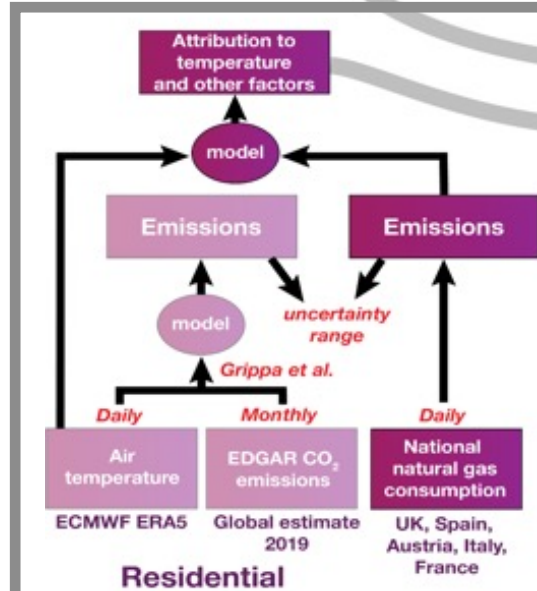 Attribution to
temperature
and other factors
model
Emissions
Emissions
uncertainty
range
model
Grippa et al.
Daily
Monthly
Daily
Air
temperature
EDGAR CO₂
emissions
National
natural gas
consumption
ECMWF ERA5
Global estimate
2019
UK, Spain,
Austria, Italy,
France
Residential